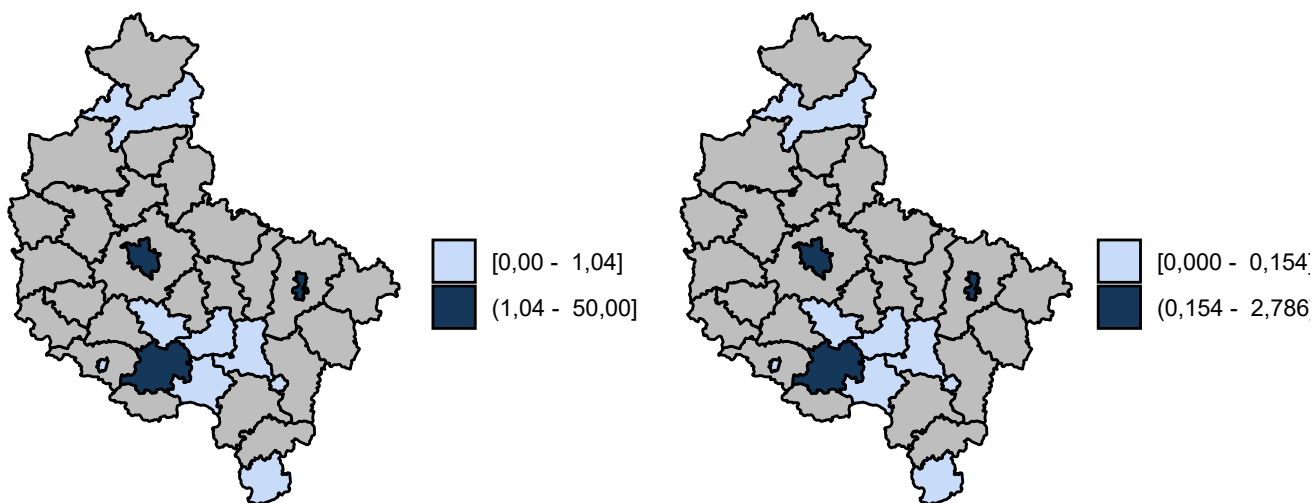 [0,00 - 1,04]
(1,04 - 50,00]
[0,000 - 0,154]
(0,154 - 2,786]